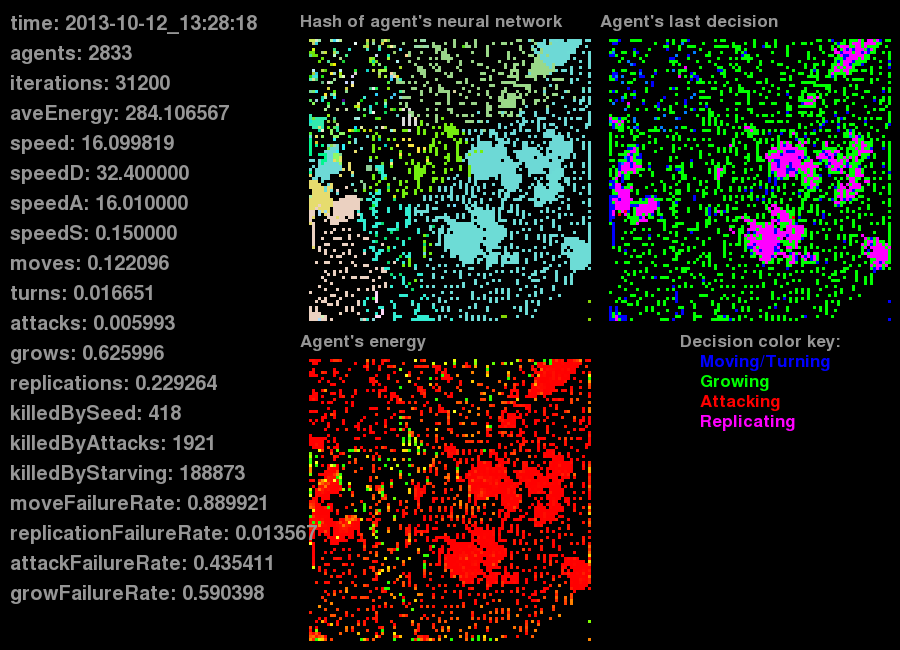 time: 2013-10-12_13:28:18
agents: 2833
iterations: 31200
aveEnergy: 284.106567
speed: 16.099819
speedD: 32.400000
speedA: 16.010000
speedS: 0.150000
moves: 0.122096
turns: 0.016651
attacks: 0.005993
grows: 0.625996
replications: 0.229264
killedBySeed: 418
killedByAttacks: 1921
killedByStarving: 188873
moveFailureRate: 0.889921
replicationFailureRate: 0.013567
attackFailureRate: 0.435411
growFailureRate: 0.590398
Hash of agent's neural network
Agent's last decision
Agent's energy
Decision color key:
Moving/Turning
Growing
Attacking
Replicating